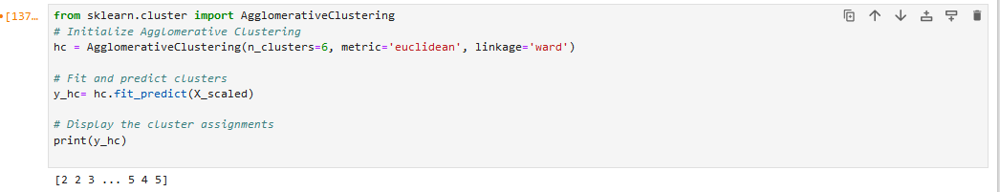 [137…
from sklearn.cluster import AgglomerativeClustering
# Initialize Agglomerative Clustering
hc = AgglomerativeClustering(n_clusters=6, metric='euclidean', linkage='ward')
# Fit and predict clusters
y_hc= hc.fit_predict(X_scaled)
# Display the cluster assignments
print(y_hc)
[2 2 3 ... 5 4 5]